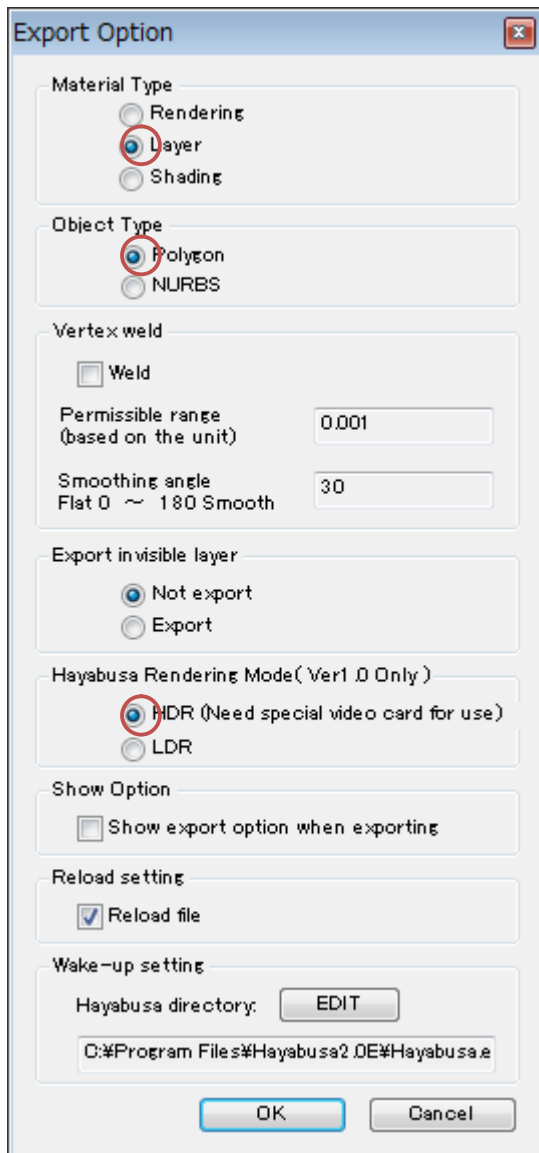 Export Option
Material Type
Rendering
Layer
Shading
Object Type
Polygon
NURBS
Vertex weld
Weld
Permissible range
(based on the unit)
0.001
Smoothing angle
Flat 0 ～ 180 Smooth
30
Export invisible layer
Not export
Export
Hayabusa Rendering Mode( Ver1.0 Only )
HDR (Need special video card for use)
LDR
Show Option
Show export option when exporting
Reload setting
Reload file
Wake-up setting
Hayabusa directory:
EDIT
C:¥Program Files¥Hayabusa2.0E¥Hayabusa.e
OK
Cancel